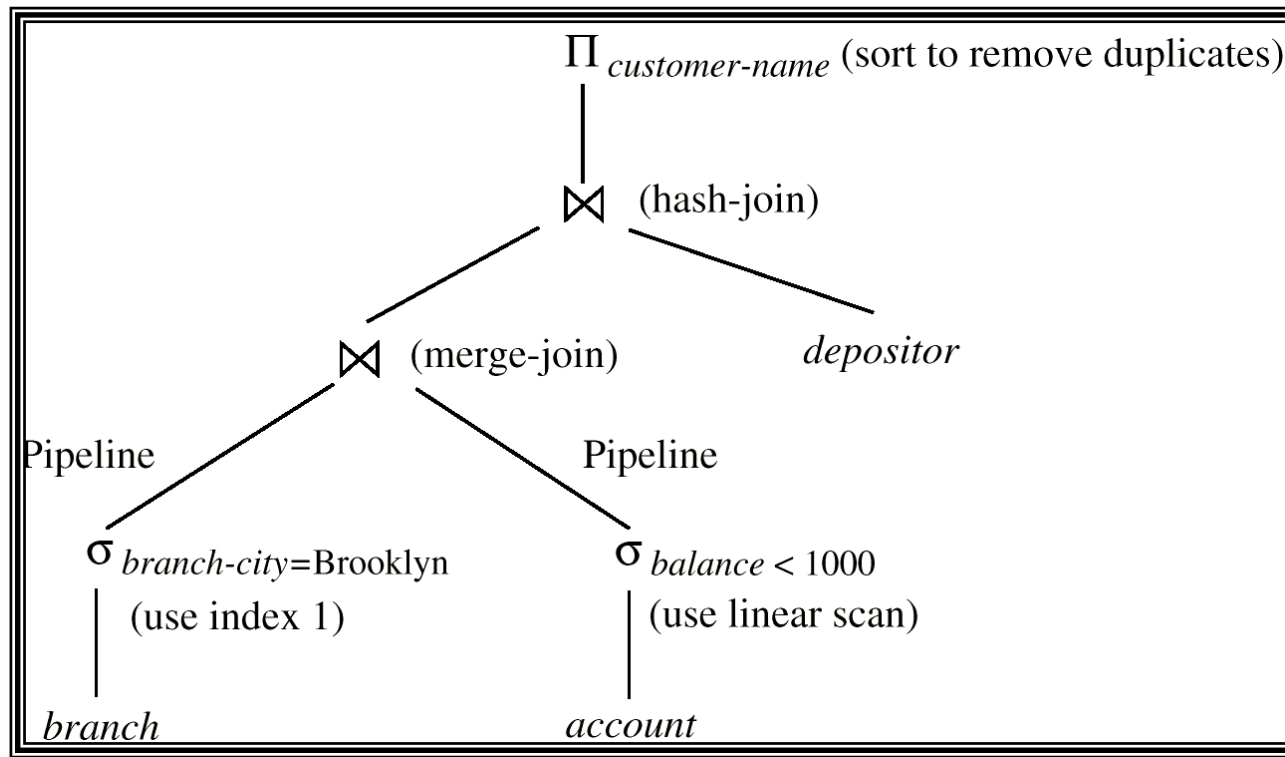 Π customer-name (sort to remove duplicates)
⋈ (hash-join)
⋈ (merge-join)
depositor
Pipeline
Pipeline
σ branch-city=Brooklyn
(use index 1)
σ balance < 1000
(use linear scan)
branch
account